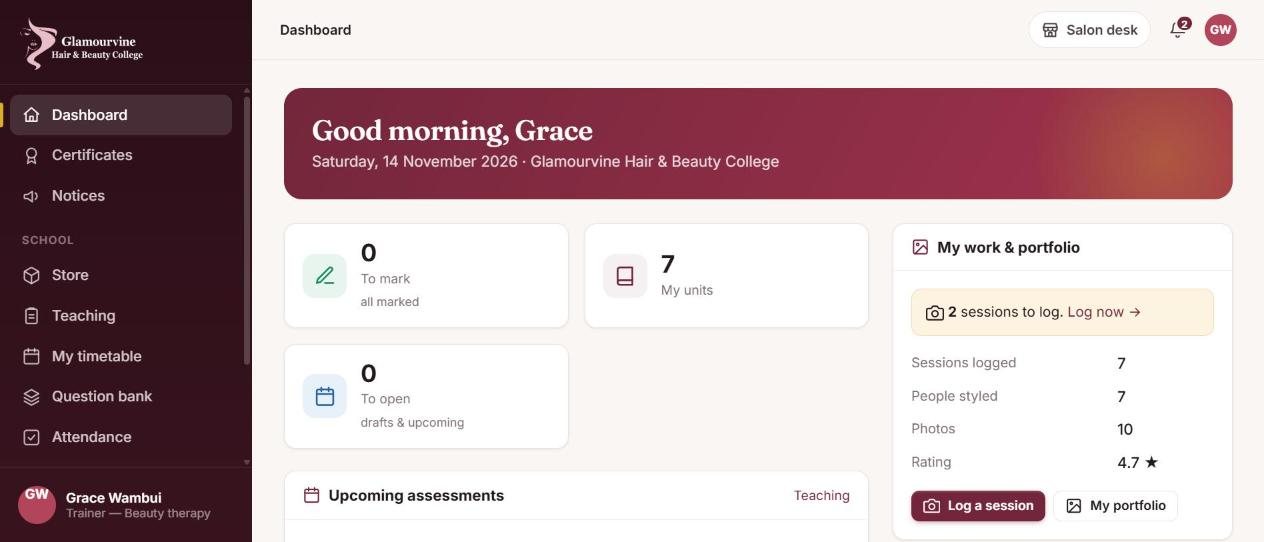 Glamourvine
Hair & Beauty College
Dashboard
Certificates
Notices
SCHOOL
Store
Teaching
My timetable
Question bank
Attendance
GW
Grace Wambui
Trainer — Beauty therapy
Dashboard
Salon desk
2
GW
Good morning, Grace
Saturday, 14 November 2026 · Glamourvine Hair & Beauty College
0
To mark
all marked
7
My units
0
To open
drafts & upcoming
Upcoming assessments
Teaching
My work & portfolio
2 sessions to log. Log now →
Sessions logged 7
People styled 7
Photos 10
Rating 4.7 ★
Log a session
My portfolio